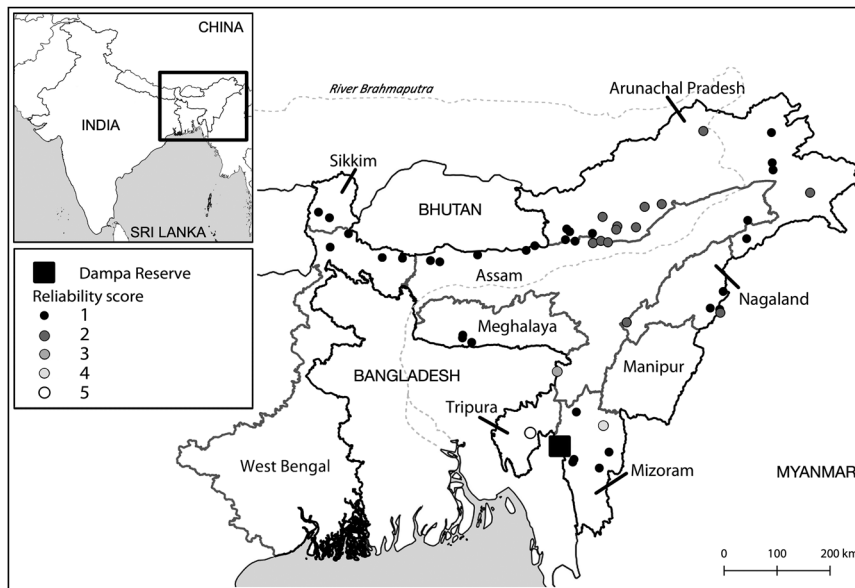 CHINA
INDIA
SRI LANKA
River Brahmaputra
Arunachal Pradesh
Sikkim
BHUTAN
Assam
Nagaland
Meghalaya
Manipur
BANGLADESH
Tripura
West Bengal
Mizoram
MYANMAR
Dampa Reserve
Reliability score
1
2
3
4
5
0 100 200 km